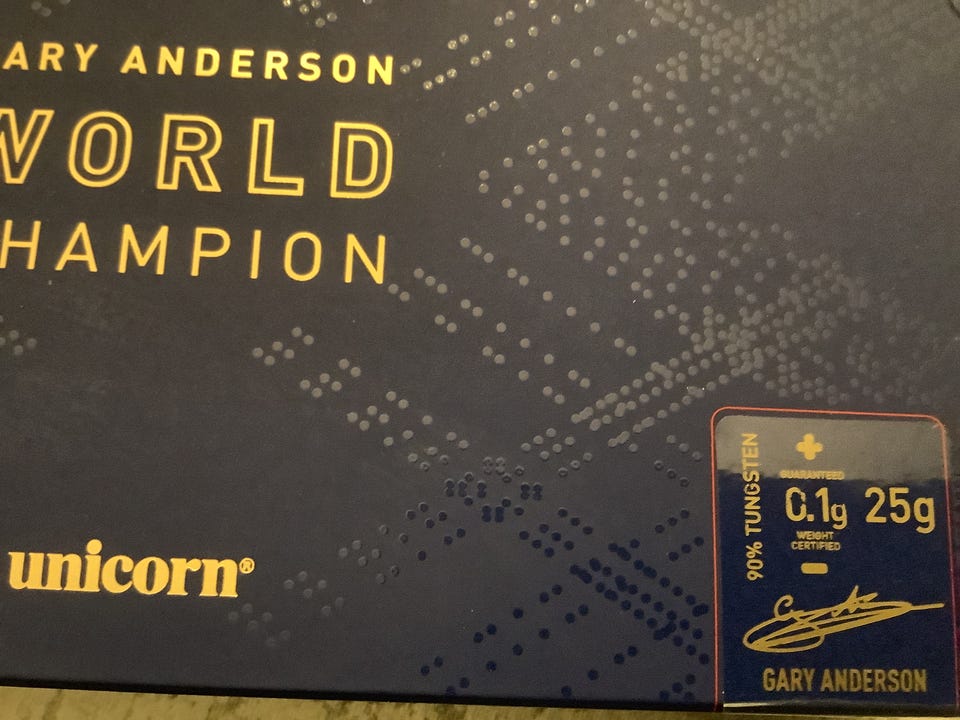 ARY ANDERSON
WORLD
HAMPION
unicorn®
90% TUNGSTEN
+
GUARANTEED
0.1g
25g
WEIGHT
CERTIFIED
-
GARY ANDERSON